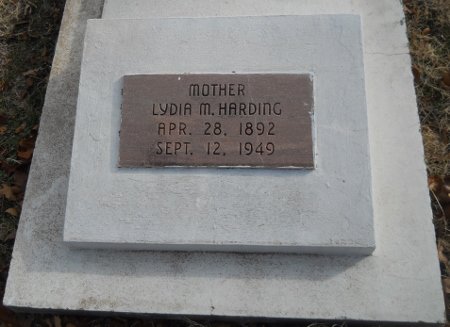 MOTHER
LYDIA M. HARDING
APR. 28, 1892
SEPT. 12, 1949